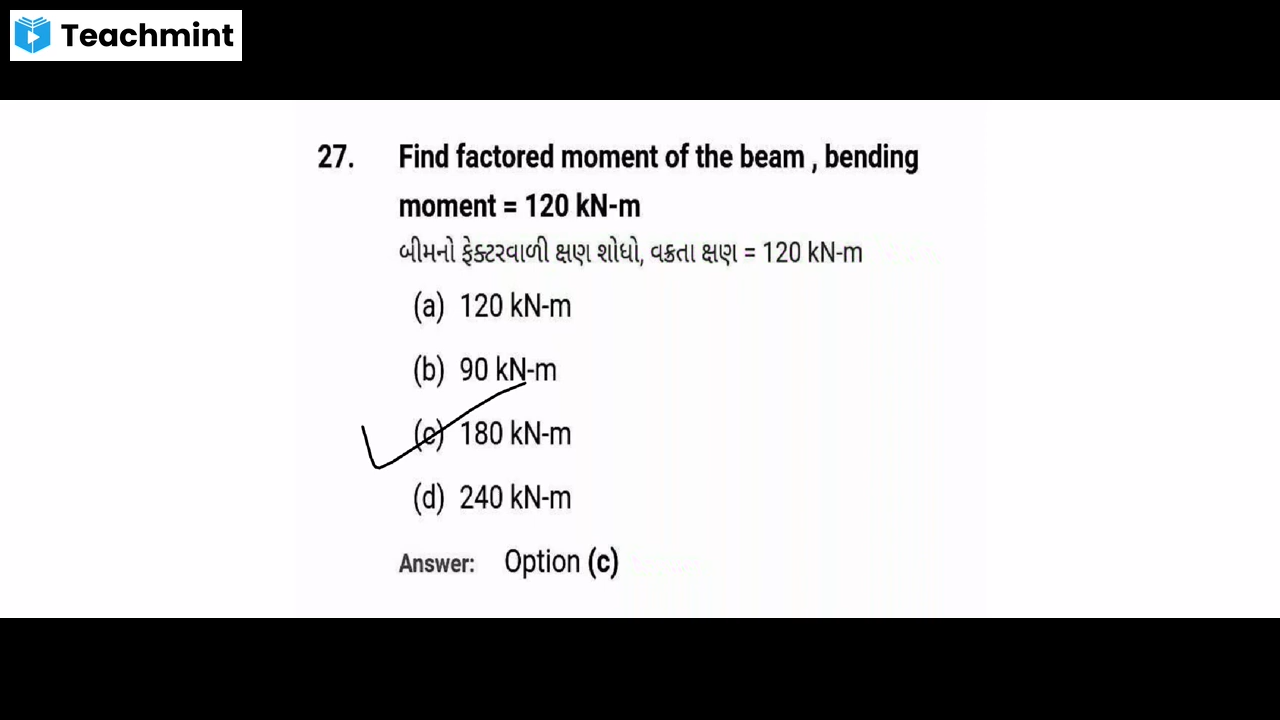 Teachmint
27. Find factored moment of the beam , bending
moment = 120 kN-m
બીમનો ફેક્ટરવાળી ક્ષણ શોધો, વક્રતા ક્ષણ = 120 kN-m
(a) 120 kN-m
(b) 90 kN-m
(c) 180 kN-m
(d) 240 kN-m
Answer: Option (c)